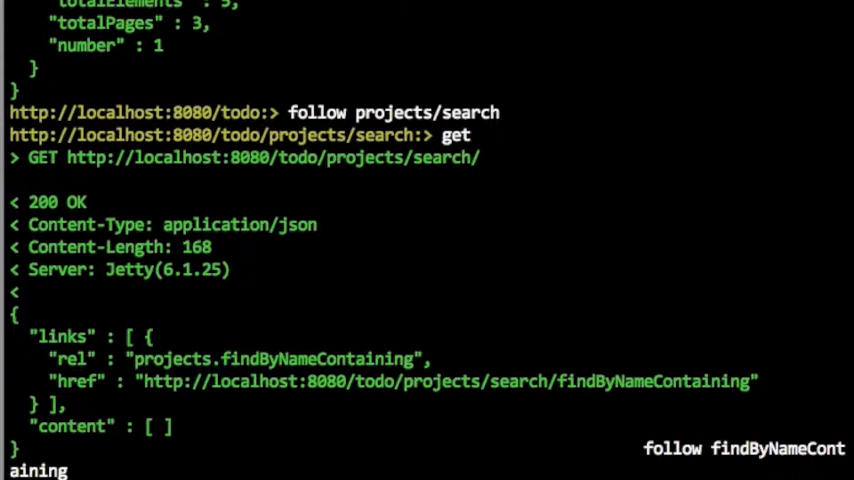 "totalElements" : 5,
"totalPages" : 3,
"number" : 1
}
}
http://localhost:8080/todo:> follow projects/search
http://localhost:8080/todo/projects/search:> get
> GET http://localhost:8080/todo/projects/search/
< 200 OK
< Content-Type: application/json
< Content-Length: 168
< Server: Jetty(6.1.25)
<
{
"links" : [ {
"rel" : "projects.findByNameContaining",
"href" : "http://localhost:8080/todo/projects/search/findByNameContaining"
} ],
"content" : [ ]
}
follow findByNameCont
aining